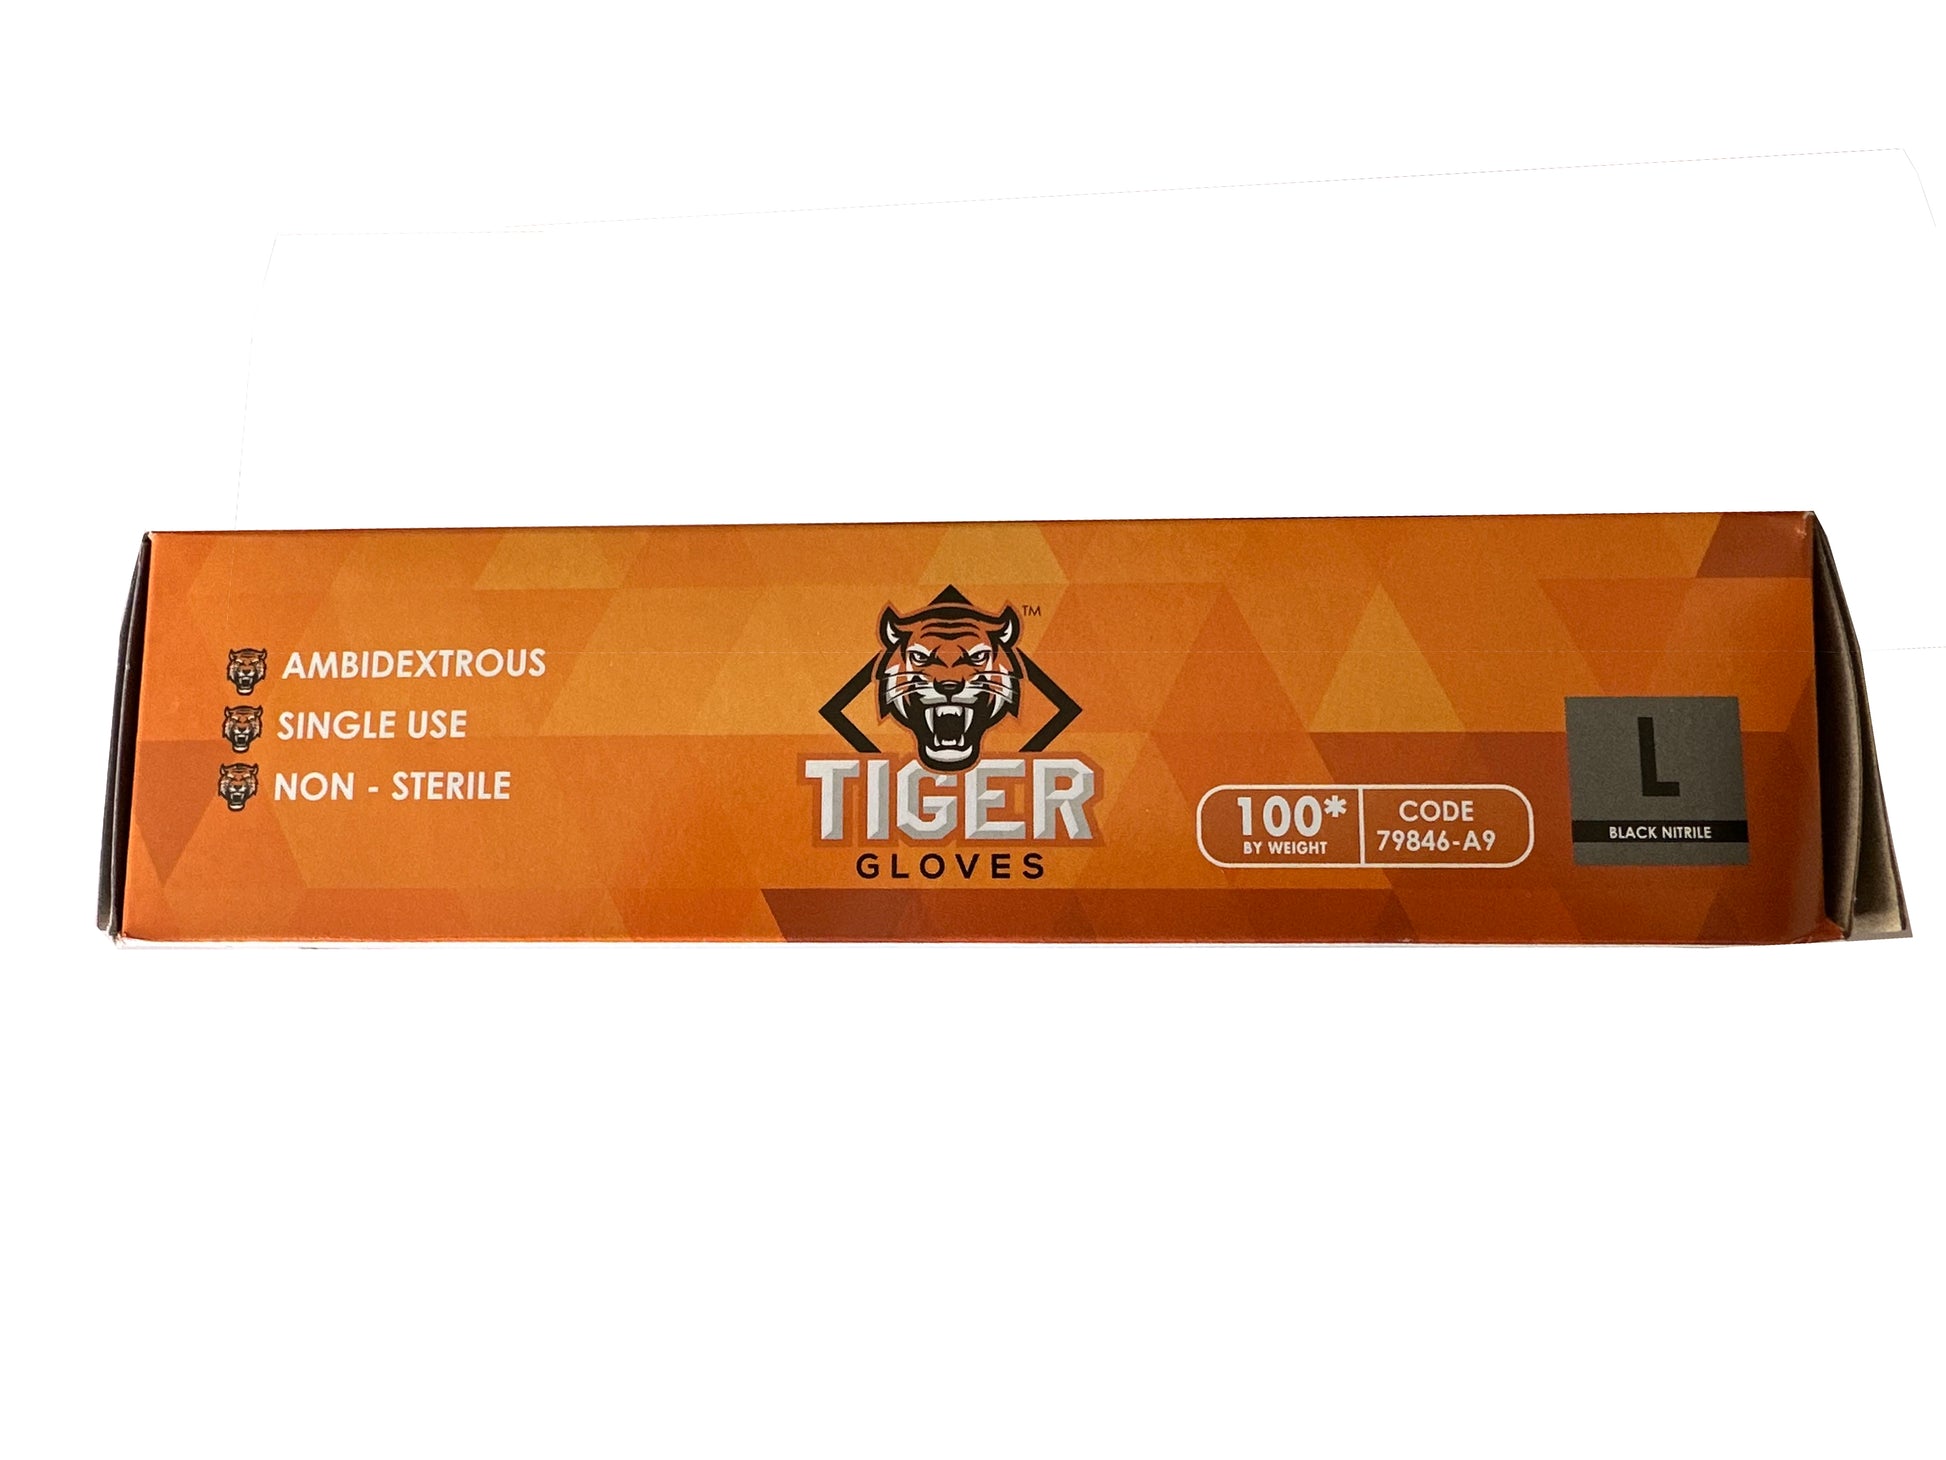 AMBIDEXTROUS
SINGLE USE
NON - STERILE
TM
TIGER
GLOVES
100*
BY WEIGHT
CODE
79846-A9
L
BLACK NITRILE